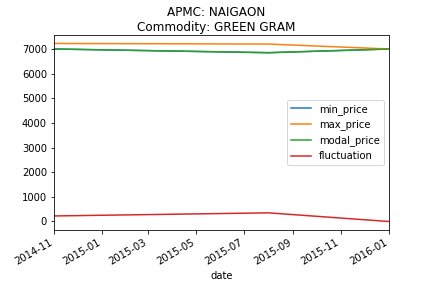 APMC: NAIGAON
Commodity: GREEN GRAM
7000
6000
5000
4000
3000
2000
1000
0
min_price
max_price
modal_price
fluctuation
2014-11
2015-01
2015-03
2015-05
2015-07
2015-09
2015-11
2016-01
date